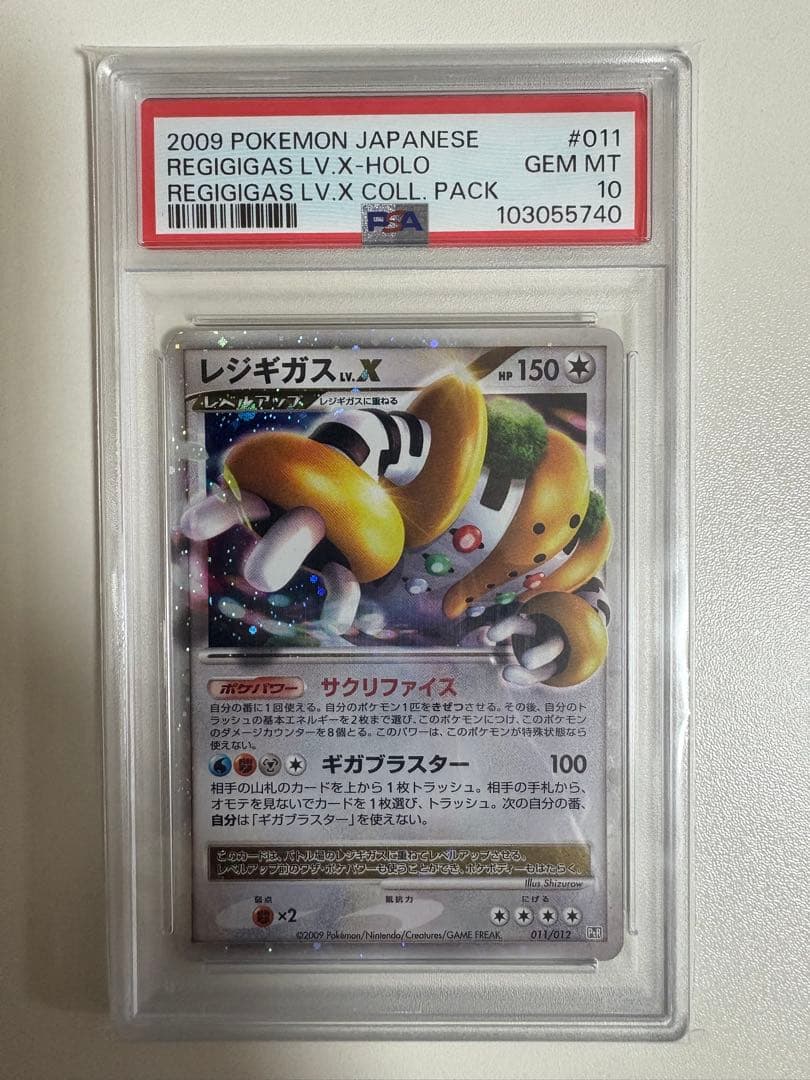 2009 POKEMON JAPANESE #011
REGIGIGAS LV.X-HOLO GEM MT
REGIGIGAS LV.X COLL. PACK 10
PSA 103055740
レジギガス LV.X HP 150
レベルアップ レジギガスに重ねる
ポケパワー サクリファイス
自分の番に1回使える。自分のポケモン1匹をきぜつさせる。その後、自分のト
ラッシュの基本エネルギーを2枚まで選び、このポケモンにつけ、このポケモン
のダメージカウンターを8個とる。このパワーは、このポケモンが特殊状態なら
使えない。
ギガブラスター 100
相手の山札のカードを上から1枚トラッシュ。相手の手札から、
オモテを見ないでカードを1枚選び、トラッシュ。次の自分の番、
自分は「ギガブラスター」を使えない。
このカードは、バトル場のレジギガスに重ねてレベルアップさせる。
レベルアップ前のワザ・ポケパワーも使うことができ、ポケボディーもはたらく。
Illus.Shizurow
弱点 抵抗力 にげる
×2
©2009 Pokémon/Nintendo/Creatures/GAME FREAK. 011/012 PtR